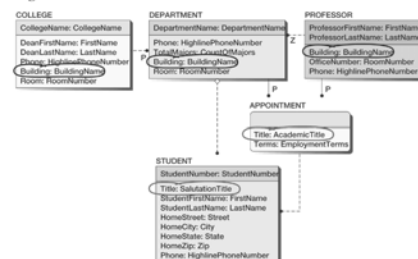 COLLEGE
CollegeName: CollegeName
DeanFirstName: FirstName
DeanLastName: LastName
Phone: HighlinePhoneNumber
Building: BuildingName
Room: RoomNumber
P
DEPARTMENT
DepartmentName: DepartmentName
Phone: HighlinePhoneNumber
TotalMajors: CountOfMajors
Building: BuildingName
Room: RoomNumber
Z
PROFESSOR
ProfessorFirstName: FirstName
ProfessorLastName: LastName
Building: BuildingName
OfficeNumber: RoomNumber
Phone: HighlinePhoneNumber
P
P
APPOINTMENT
Title: AcademicTitle
Terms: EmploymentTerms
STUDENT
StudentNumber: StudentNumber
Title: SalutationTitle
StudentFirstName: FirstName
StudentLastName: LastName
HomeStreet: Street
HomeCity: City
HomeState: State
HomeZip: Zip
Phone: HighlinePhoneNumber